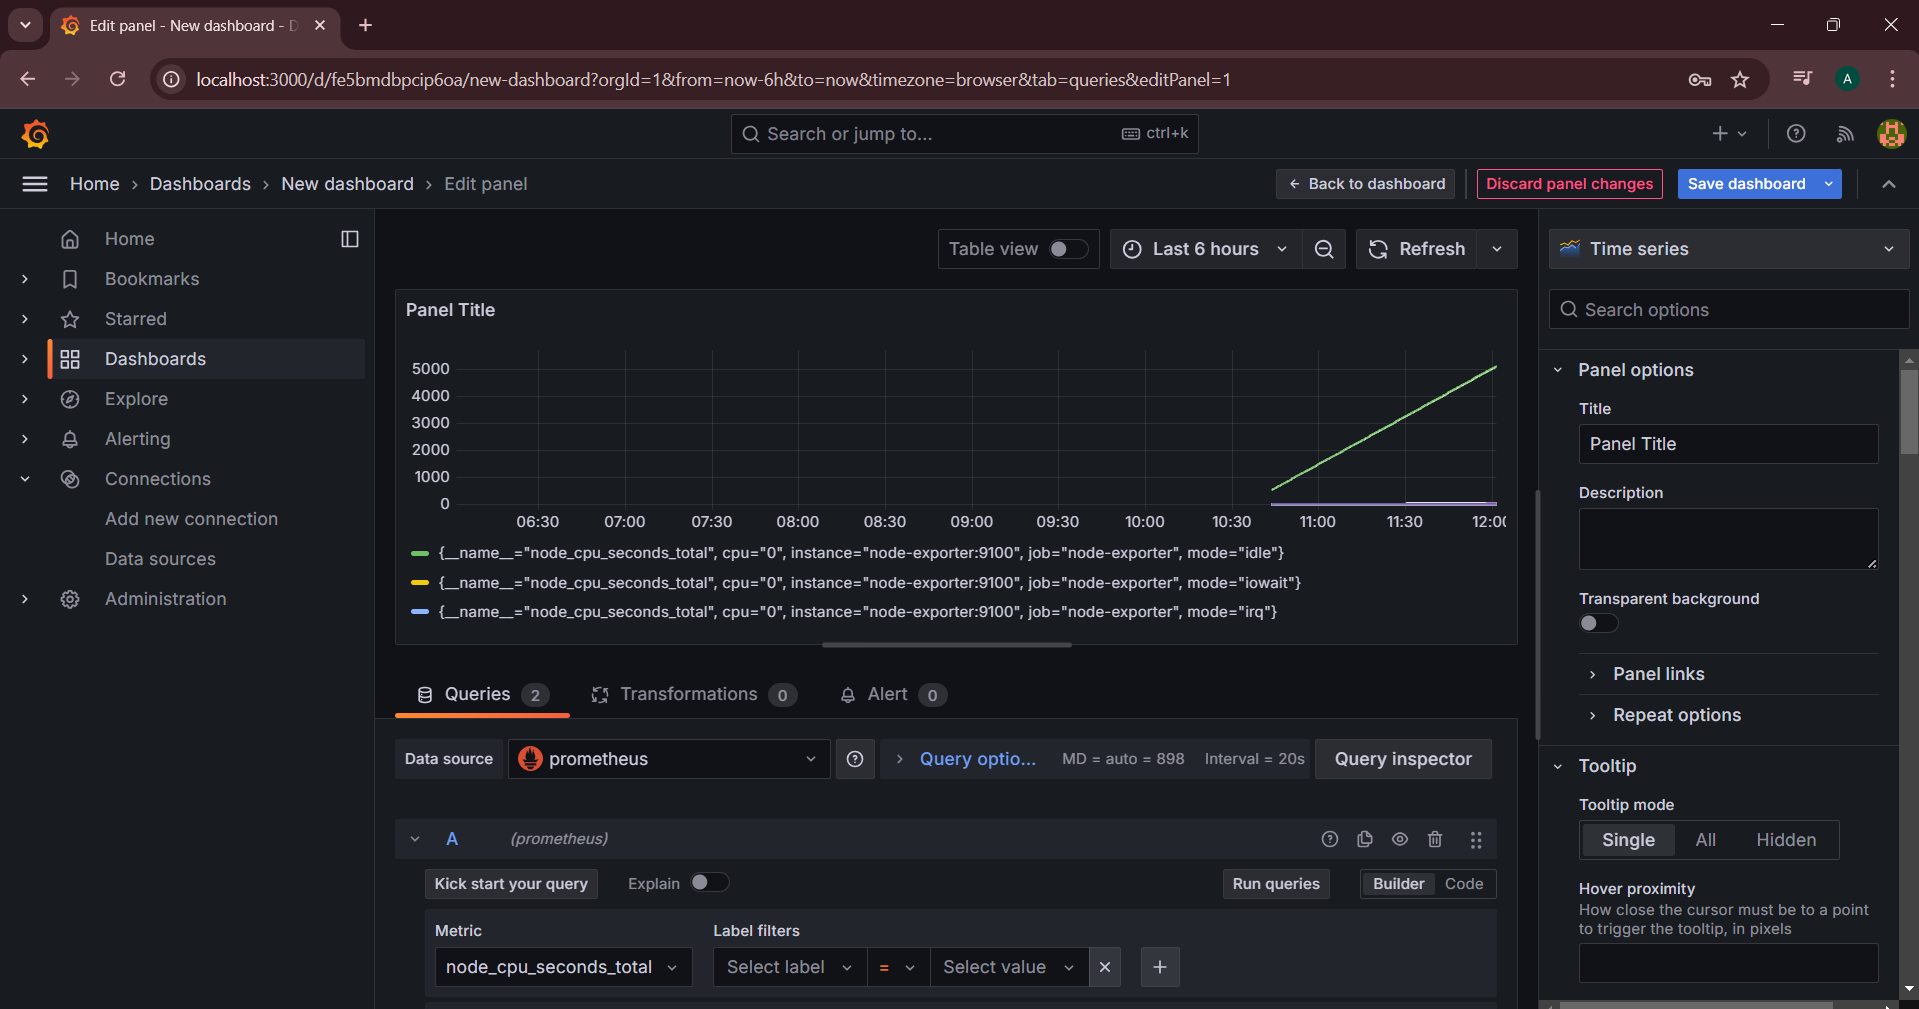 Edit panel - New dashboard - D
localhost:3000/d/fe5bmdbpcip6oa/new-dashboard?orgId=1&from=now-6h&to=now&timezone=browser&tab=queries&editPanel=1
A
Search or jump to...
ctrl+k
Home › Dashboards › New dashboard › Edit panel
Back to dashboard
Discard panel changes
Save dashboard
Home
Bookmarks
Starred
Dashboards
Explore
Alerting
Connections
Add new connection
Data sources
Administration
Table view
Last 6 hours
Refresh
Panel Title
5000
4000
3000
2000
1000
0
06:30 07:00 07:30 08:00 08:30 09:00 09:30 10:00 10:30 11:00 11:30 12:00
{__name__="node_cpu_seconds_total", cpu="0", instance="node-exporter:9100", job="node-exporter", mode="idle"}
{__name__="node_cpu_seconds_total", cpu="0", instance="node-exporter:9100", job="node-exporter", mode="iowait"}
{__name__="node_cpu_seconds_total", cpu="0", instance="node-exporter:9100", job="node-exporter", mode="irq"}
Queries 2
Transformations 0
Alert 0
Data source
prometheus
Query optio...
MD = auto = 898
Interval = 20s
Query inspector
A
(prometheus)
Kick start your query
Explain
Run queries
Builder
Code
Metric
Label filters
node_cpu_seconds_total
Select label
=
Select value
Time series
Search options
Panel options
Title
Panel Title
Description
Transparent background
Panel links
Repeat options
Tooltip
Tooltip mode
Single
All
Hidden
Hover proximity
How close the cursor must be to a point
to trigger the tooltip, in pixels